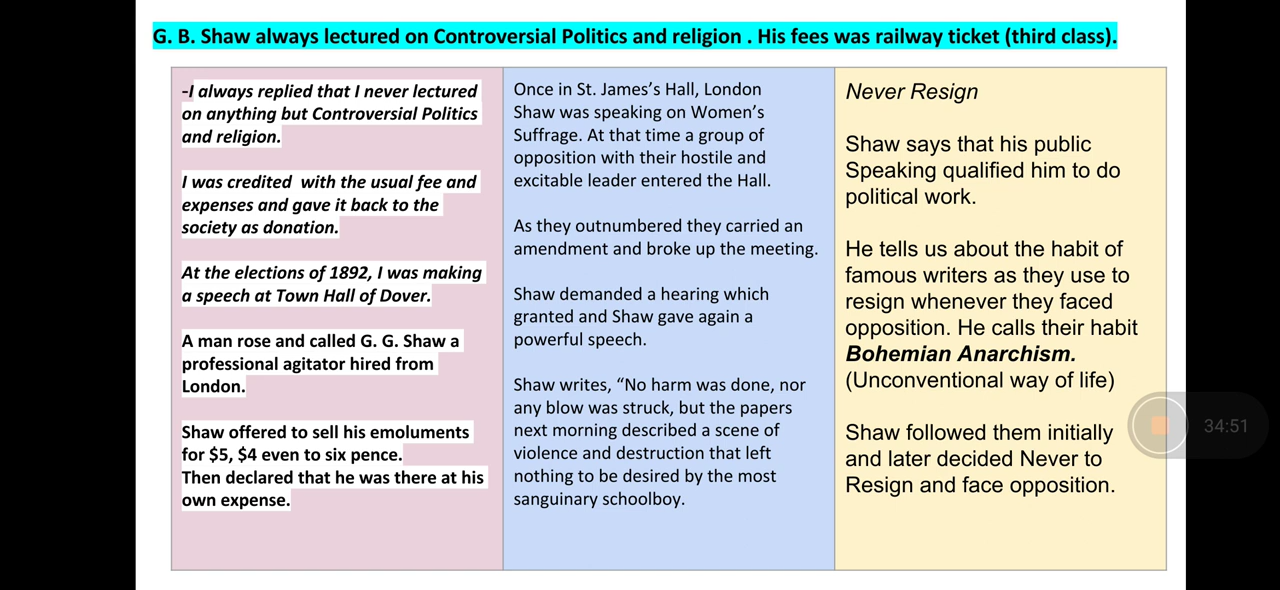 G. B. Shaw always lectured on Controversial Politics and religion . His fees was railway ticket (third class).
-I always replied that I never lectured
on anything but Controversial Politics
and religion.
I was credited  with the usual fee and
expenses and gave it back to the
society as donation.
At the elections of 1892, I was making
a speech at Town Hall of Dover.
A man rose and called G. G. Shaw a
professional agitator hired from
London.
Shaw offered to sell his emoluments
for $5, $4 even to six pence.
Then declared that he was there at his
own expense.
Once in St. James’s Hall, London
Shaw was speaking on Women’s
Suffrage. At that time a group of
opposition with their hostile and
excitable leader entered the Hall.
As they outnumbered they carried an
amendment and broke up the meeting.
Shaw demanded a hearing which
granted and Shaw gave again a
powerful speech.
Shaw writes, “No harm was done, nor
any blow was struck, but the papers
next morning described a scene of
violence and destruction that left
nothing to be desired by the most
sanguinary schoolboy.
Never Resign
Shaw says that his public
Speaking qualified him to do
political work.
He tells us about the habit of
famous writers as they use to
resign whenever they faced
opposition. He calls their habit
Bohemian Anarchism.
(Unconventional way of life)
Shaw followed them initially
and later decided Never to
Resign and face opposition.
34:51